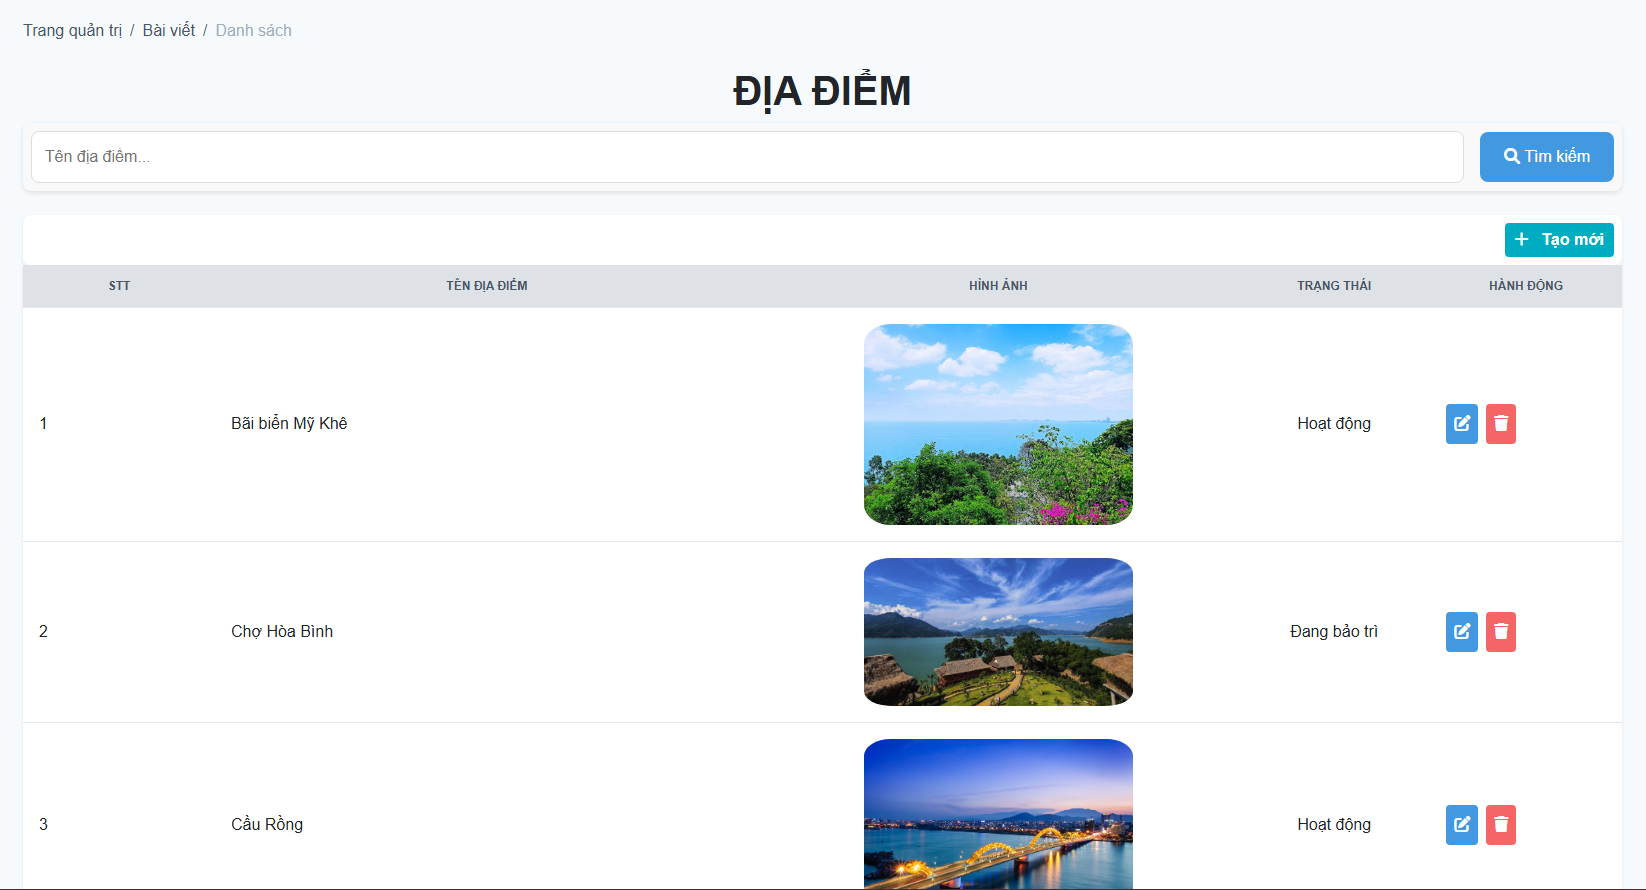 Trang quản trị / Bài viết / Danh sách
ĐỊA ĐIỂM
Tên địa điểm...
Tìm kiếm
Tạo mới
STT TÊN ĐỊA ĐIỂM HÌNH ẢNH TRẠNG THÁI HÀNH ĐỘNG
1 Bãi biển Mỹ Khê Hoạt động
2 Chợ Hòa Bình Đang bảo trì
3 Cầu Rồng Hoạt động